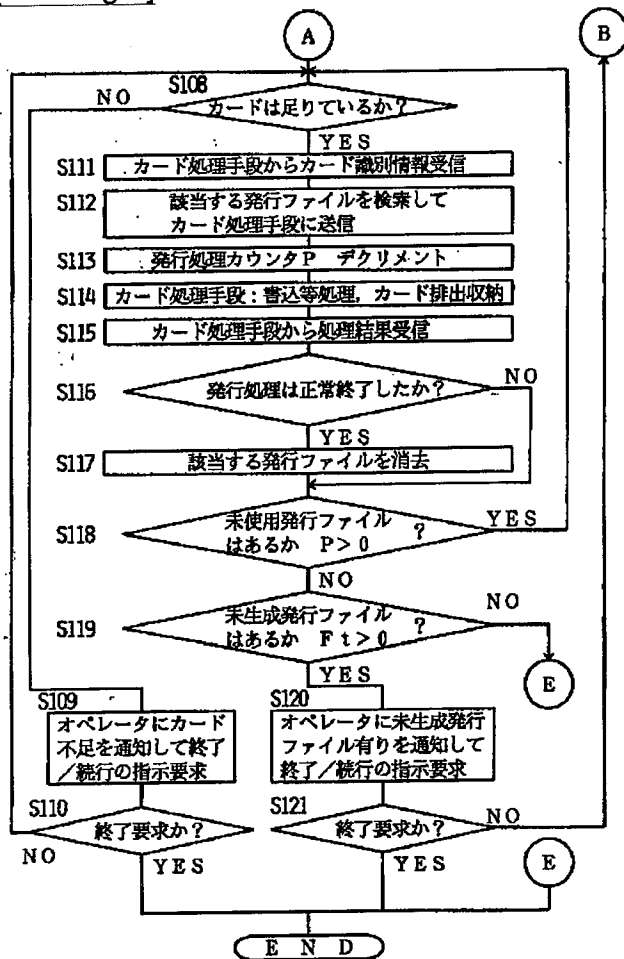 A
B
S108
NO
カードは足りているか？
YES
S111
カード処理手段からカード識別情報受信
S112
該当する発行ファイルを検索して
カード処理手段に送信
S113
発行処理カウンタP　デクリメント
S114
カード処理手段：書込等処理，カード排出収納
S115
カード処理手段から処理結果受信
S116
発行処理は正常終了したか？
NO
YES
S117
該当する発行ファイルを消去
S118
未使用発行ファイル
はあるか　P＞0　？
YES
NO
S119
未生成発行ファイル
はあるか　Ft＞0　？
NO
YES
E
S109
オペレータにカード
不足を通知して終了
／続行の指示要求
S120
オペレータに未生成発行
ファイル有りを通知して
終了／続行の指示要求
S110
終了要求か？
NO
YES
S121
終了要求か？
NO
YES
E
END